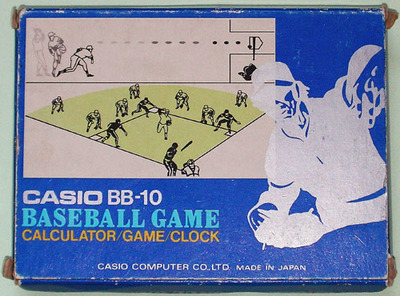 CASIO BB-10
BASEBALL GAME
CALCULATOR/GAME/CLOCK
CASIO COMPUTER CO., LTD. MADE IN JAPAN